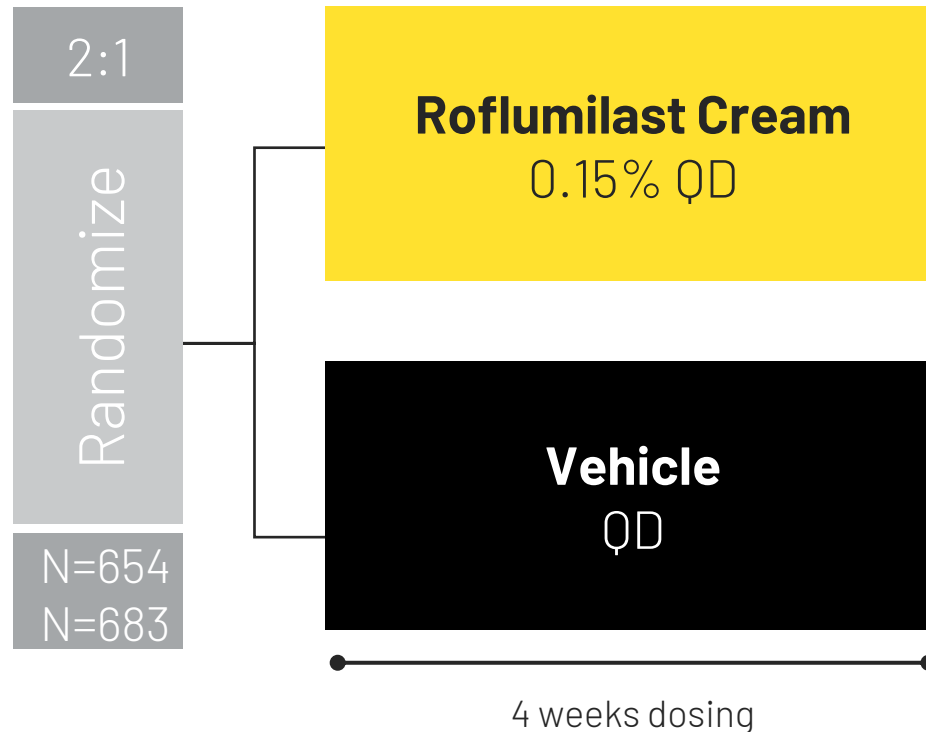 2:1
Randomize
N=654
N=683
Roflumilast Cream
0.15% QD
Vehicle
QD
4 weeks dosing